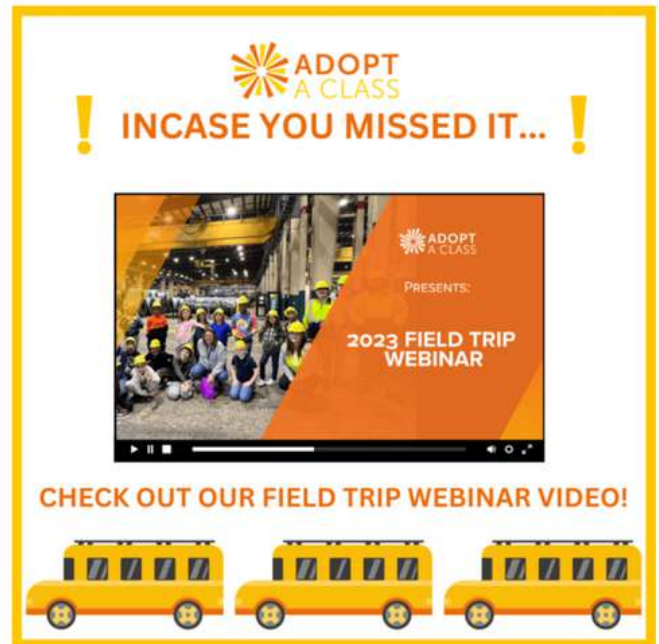 ADOPT
A CLASS
! INCASE YOU MISSED IT... !
ADOPT
A CLASS
PRESENTS:
2023 FIELD TRIP
WEBINAR
CHECK OUT OUR FIELD TRIP WEBINAR VIDEO!